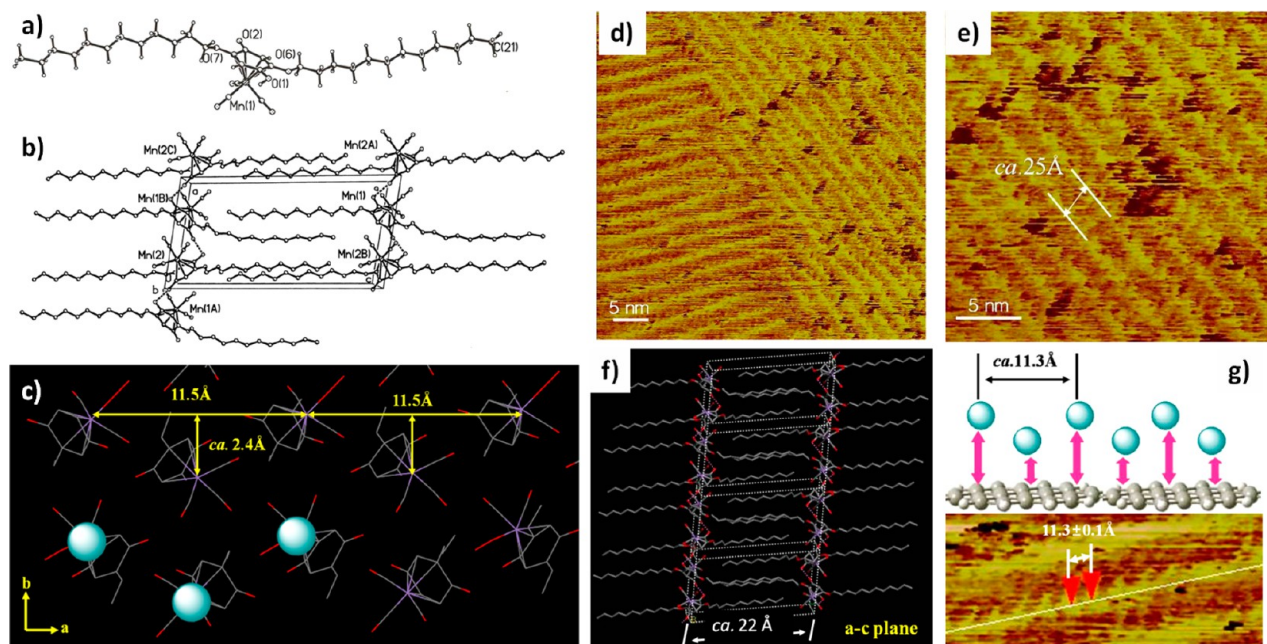 a)
O(2)
O(7)
O(6)
C(21)
O(1)
Mn(1)
b)
Mn(2C)
Mn(2A)
a
Mn(1B)
Mn(1)
Mn(2)
Mn(2B)
b
c
Mn(1A)
c)
11.5Å
11.5Å
ca. 2.4Å
b
a
d)
5 nm
e)
ca.25Å
5 nm
f)
ca. 22 Å
a-c plane
g)
ca.11.3Å
11.3±0.1Å